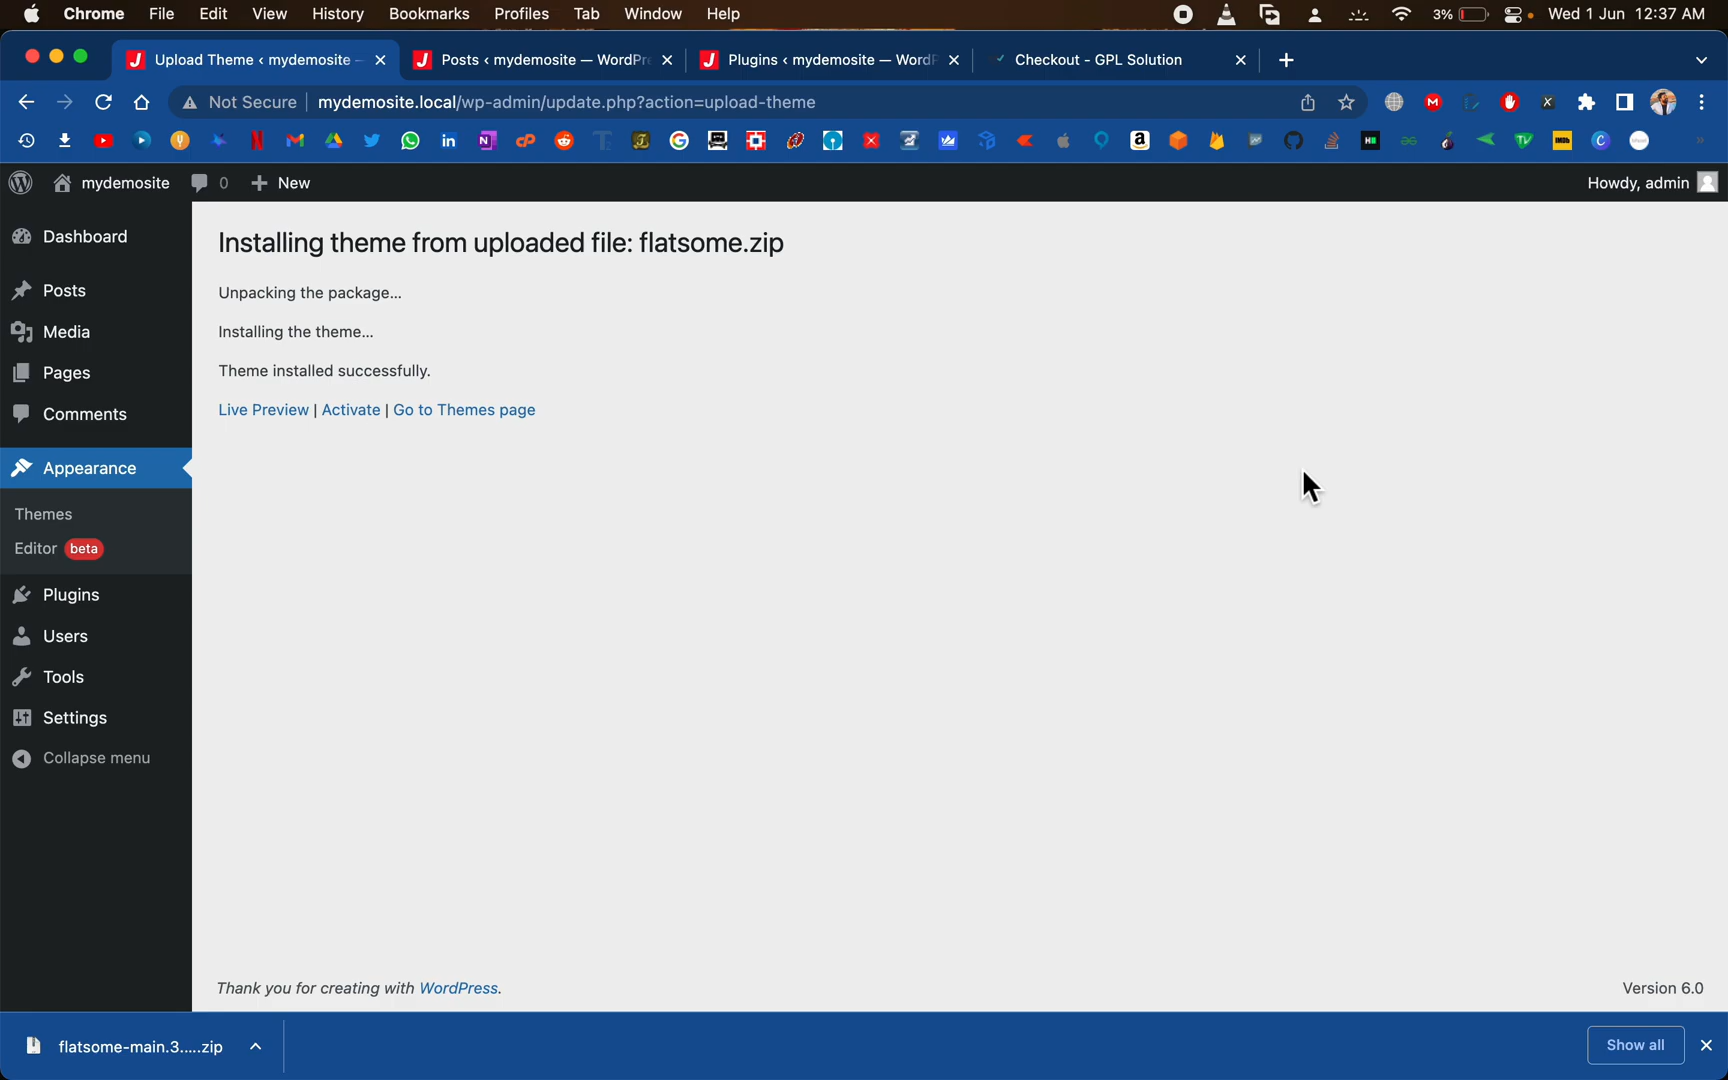 Chrome File Edit View History Bookmarks Profiles Tab Window Help 3% Wed 1 Jun 12:37 AM
Upload Theme ‹ mydemosite — Posts ‹ mydemosite — WordPr Plugins ‹ mydemosite — WordP Checkout - GPL Solution
Not Secure mydemosite.local/wp-admin/update.php?action=upload-theme
mydemosite 0 New Howdy, admin
Dashboard
Posts
Media
Pages
Comments
Appearance
Themes
Editor beta
Plugins
Users
Tools
Settings
Collapse menu
Installing theme from uploaded file: flatsome.zip
Unpacking the package...
Installing the theme...
Theme installed successfully.
Live Preview | Activate | Go to Themes page
Thank you for creating with WordPress. Version 6.0
flatsome-main.3.....zip Show all